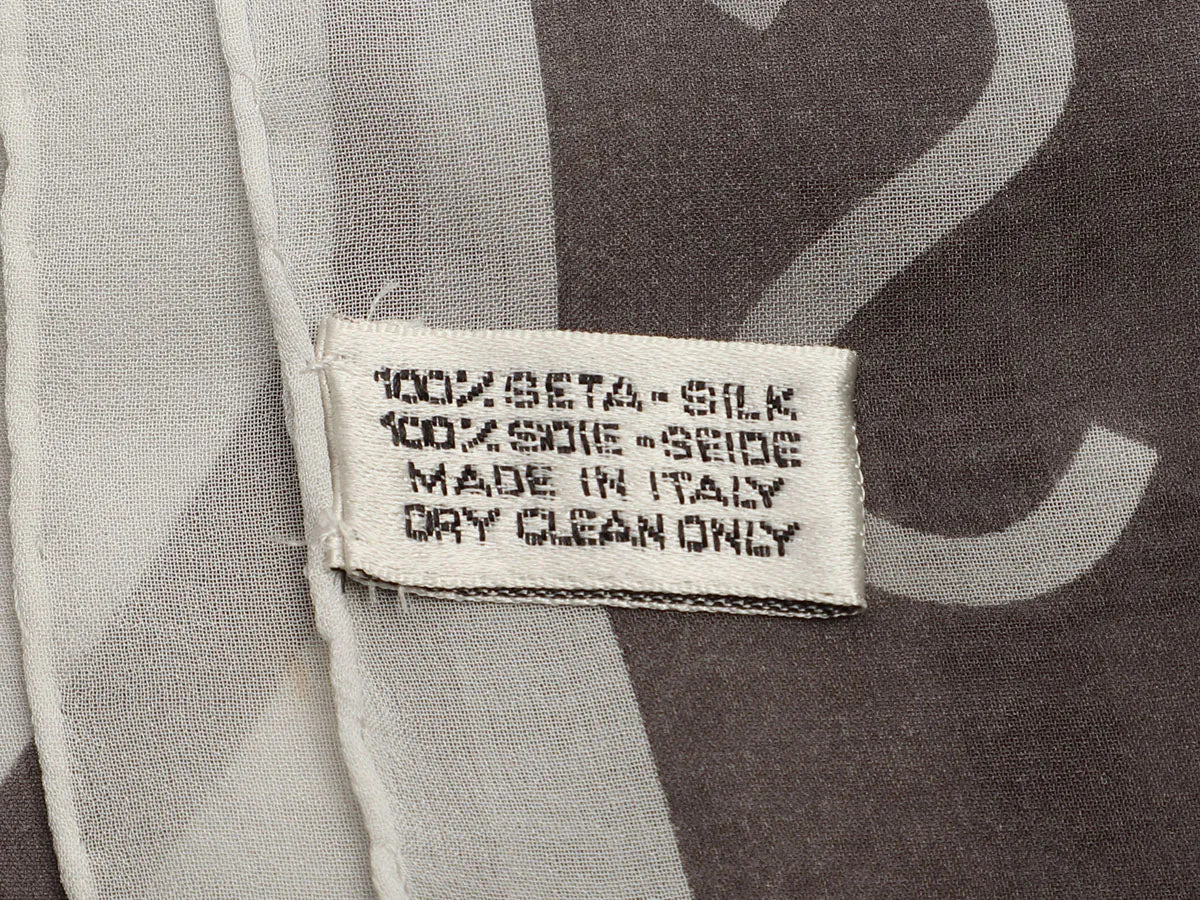 100% SETA - SILK
100% SOIE - SEIDE
MADE IN ITALY
DRY CLEAN ONLY